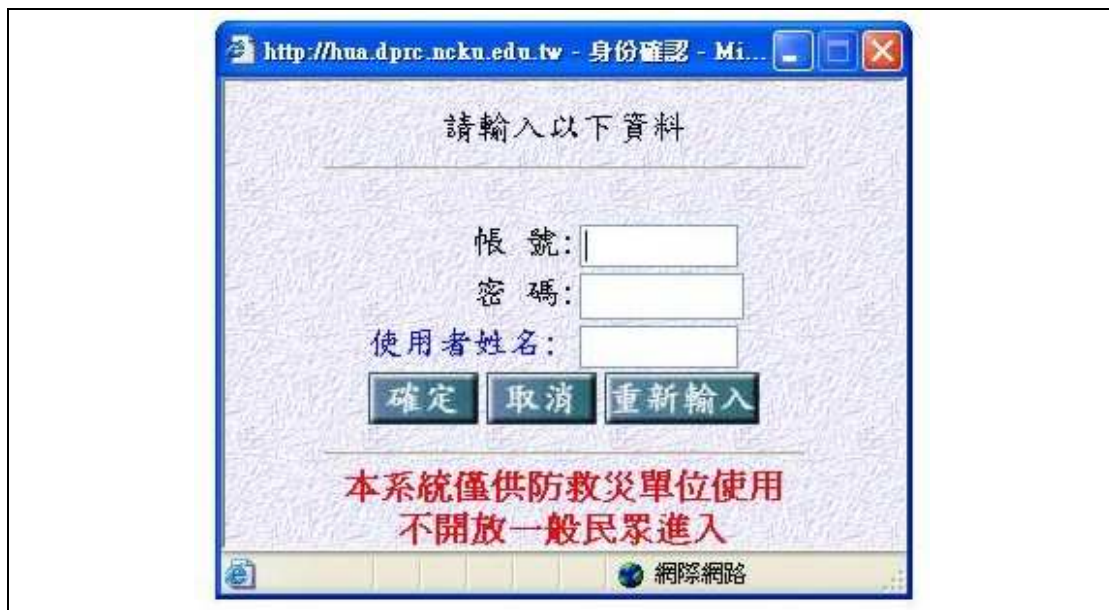 http://hua.dprc.ncku.edu.tw - 身份確認 - Mi...
請輸入以下資料
帳 號:
密 碼:
使用者姓名:
確定 取消 重新輸入
本系統僅供防救災單位使用
不開放一般民眾進入
網際網路